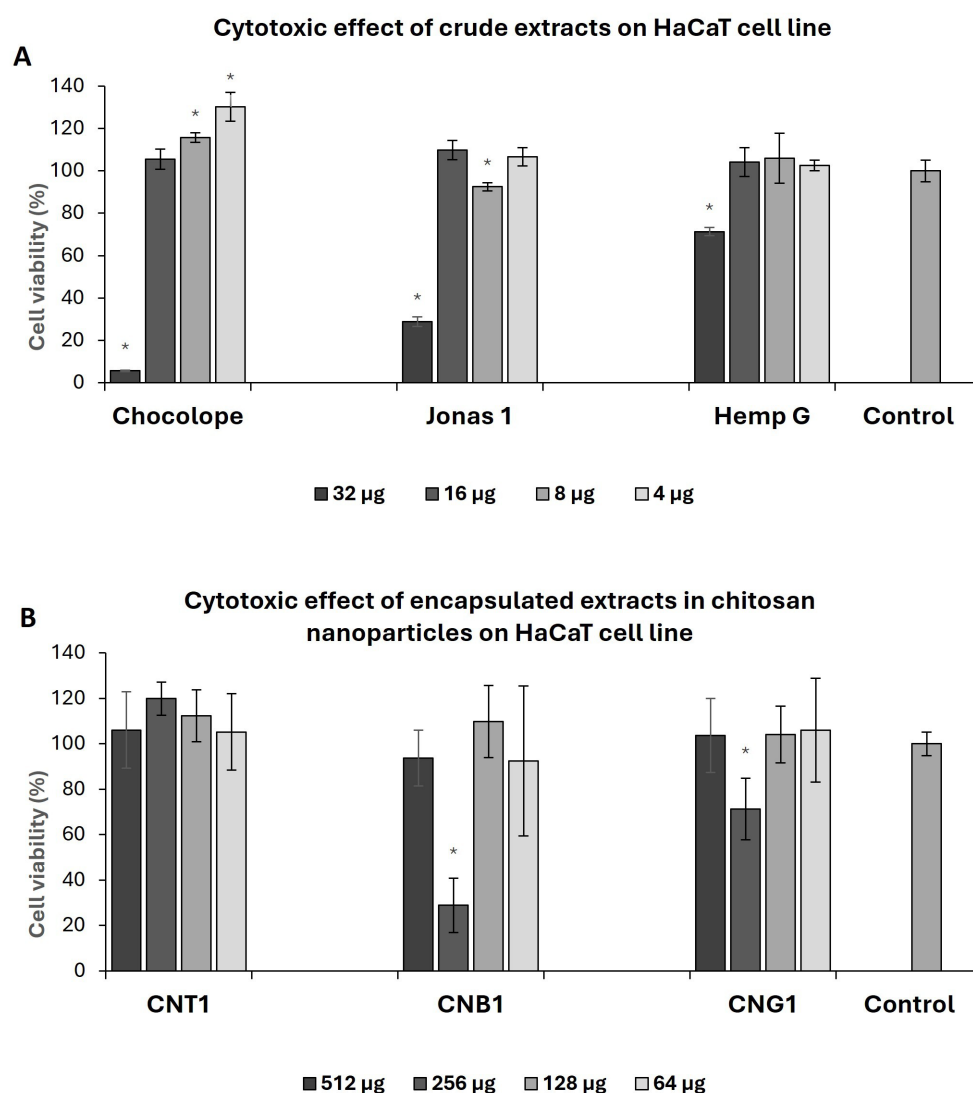 Cytotoxic effect of crude extracts on HaCaT cell line
A
140
120
100
80
60
40
20
0
Cell viability (%)
* * *
* *
*
Chocolope Jonas 1 Hemp G Control
32 µg 16 µg 8 µg 4 µg
B
Cytotoxic effect of encapsulated extracts in chitosan
nanoparticles on HaCaT cell line
140
120
100
80
60
40
20
0
Cell viability (%)
*
*
CNT1 CNB1 CNG1 Control
512 µg 256 µg 128 µg 64 µg